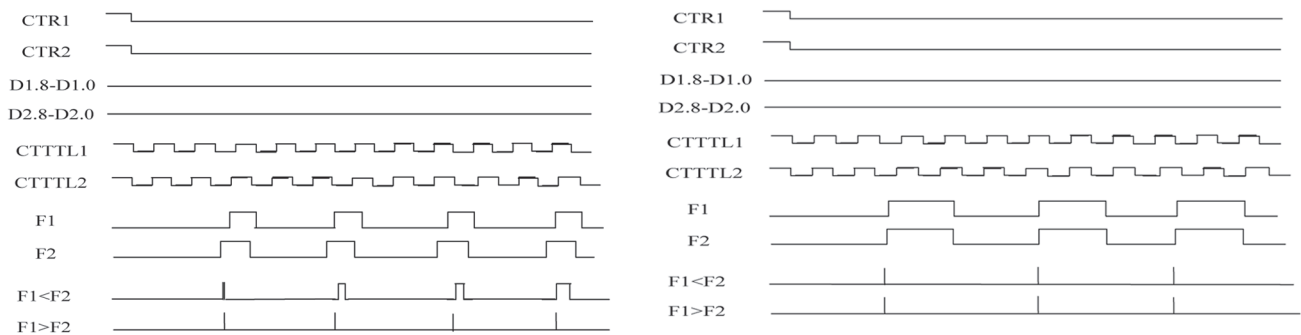 CTR1
CTR2
D1.8-D1.0
D2.8-D2.0
CTTTL1
CTTTL2
F1
F2
F1<F2
F1>F2
CTR1
CTR2
D1.8-D1.0
D2.8-D2.0
CTTTL1
CTTTL2
F1
F2
F1<F2
F1>F2